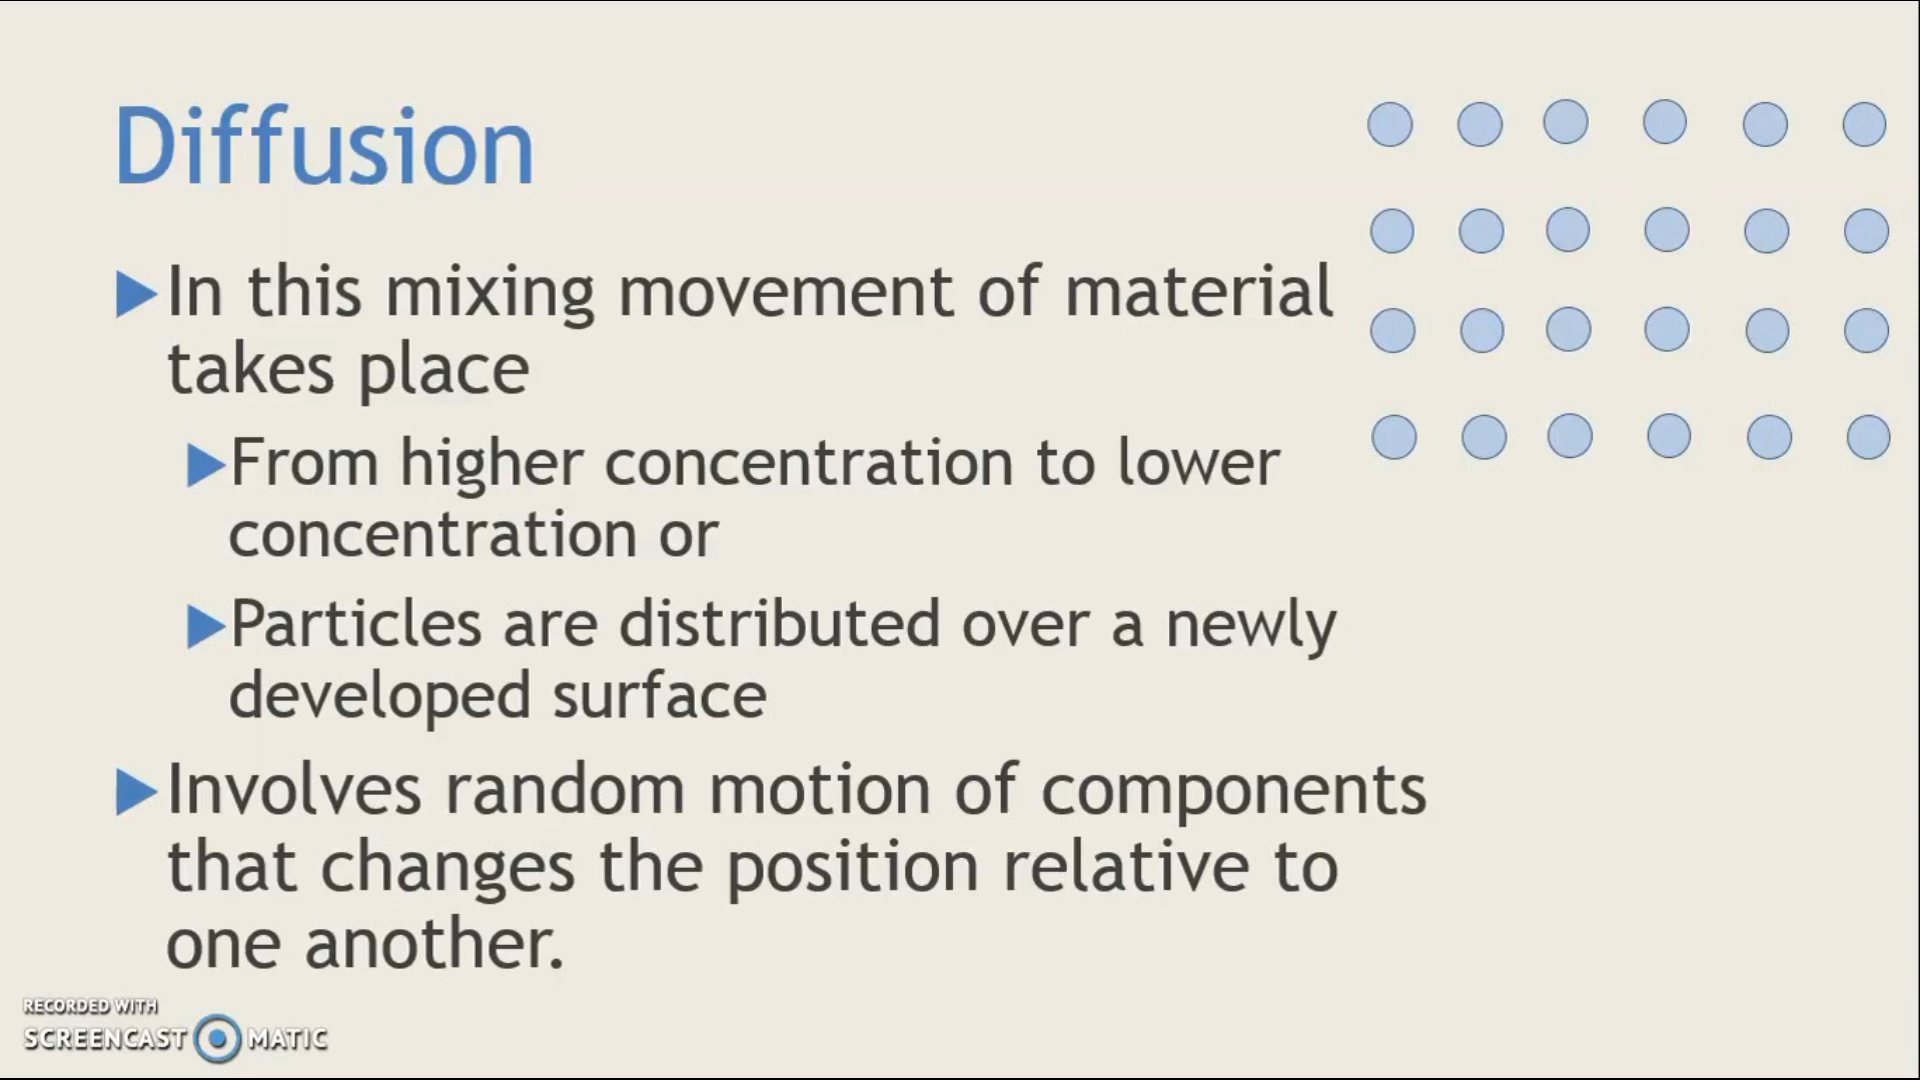 Diffusion
In this mixing movement of material
takes place
From higher concentration to lower
concentration or
Particles are distributed over a newly
developed surface
Involves random motion of components
that changes the position relative to
one another.
RECORDED WITH
SCREENCAST MATIC